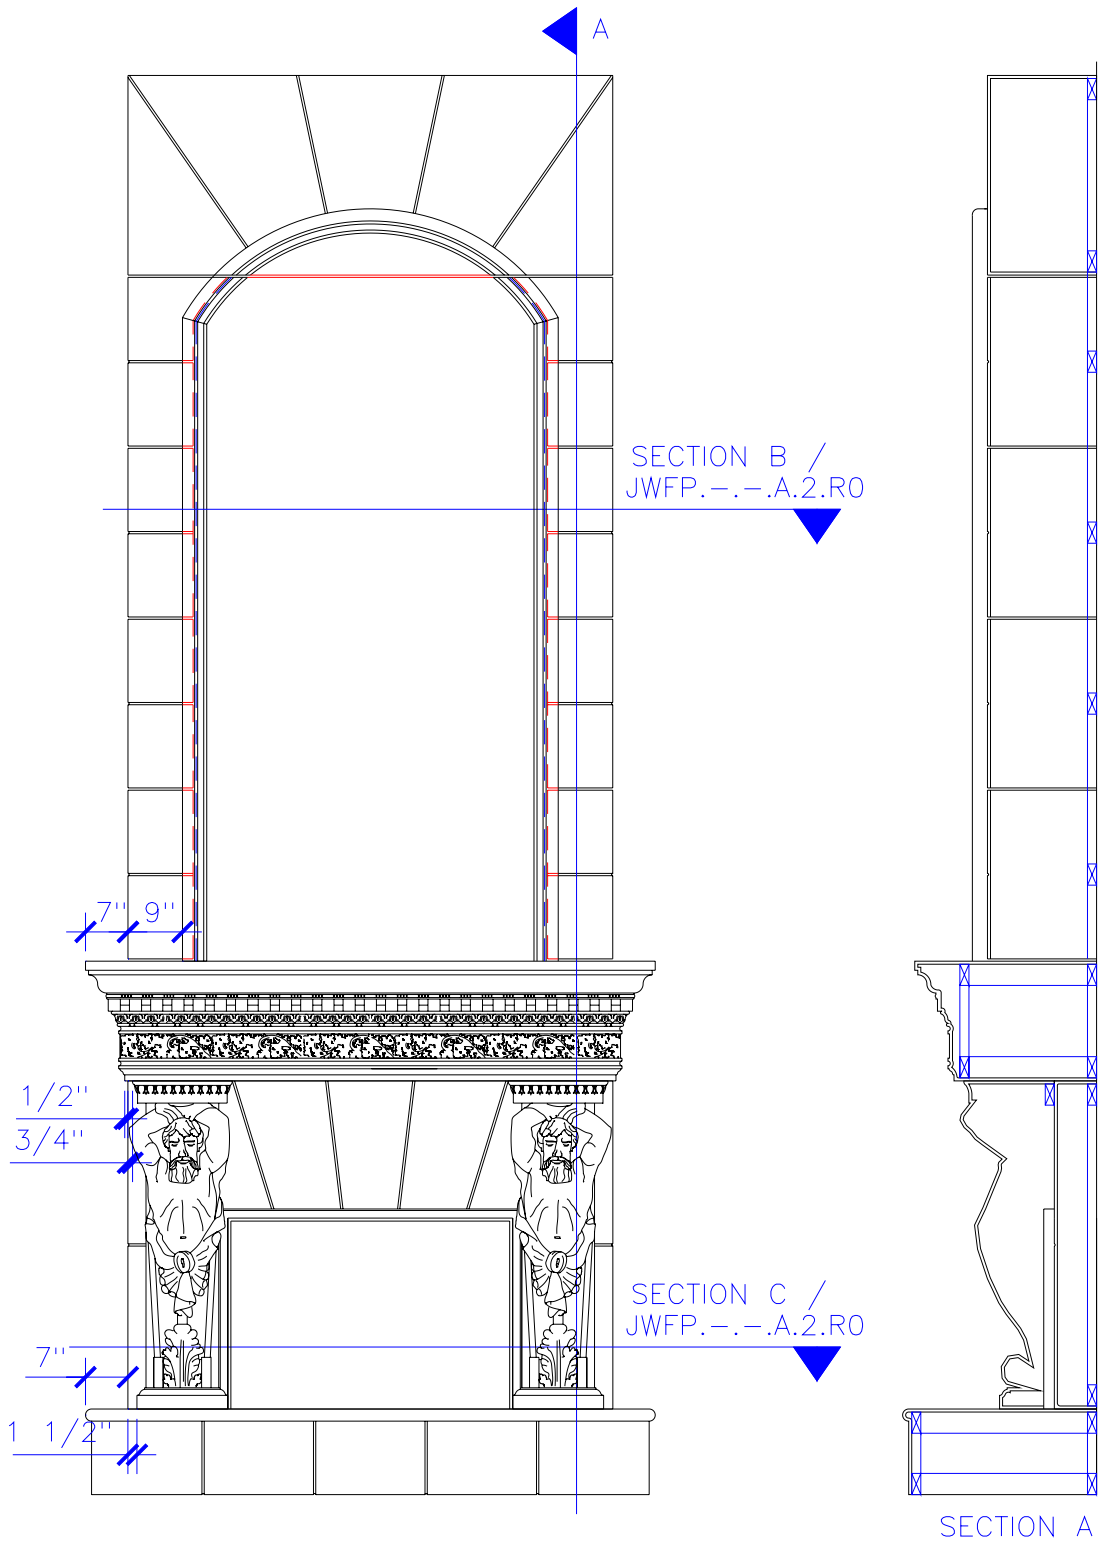 A
SECTION B /
JWFP.-.-.A.2.R0
7" 9"
1/2"
3/4"
SECTION C /
JWFP.-.-.A.2.R0
7"
1 1/2"
SECTION A